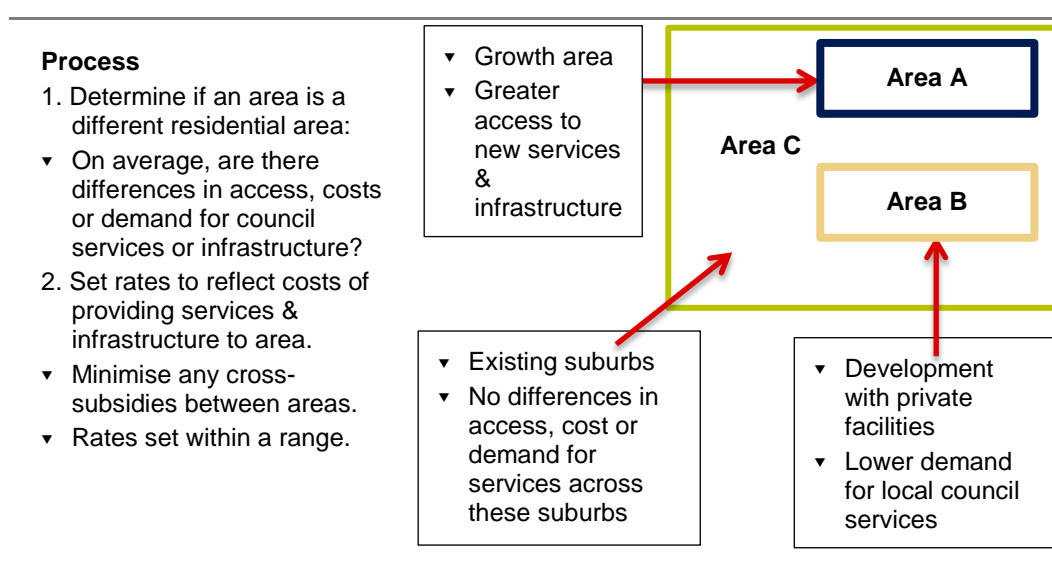 Process
1. Determine if an area is a
different residential area:
▼ On average, are there
differences in access, costs
or demand for council
services or infrastructure?
2. Set rates to reflect costs of
providing services &
infrastructure to area.
▼ Minimise any cross-
subsidies between areas.
▼ Rates set within a range.
▼ Growth area
▼ Greater
access to
new services
&
infrastructure
Area A
Area C
Area B
▼ Existing suburbs
▼ No differences in
access, cost or
demand for
services across
these suburbs
▼ Development
with private
facilities
▼ Lower demand
for local council
services